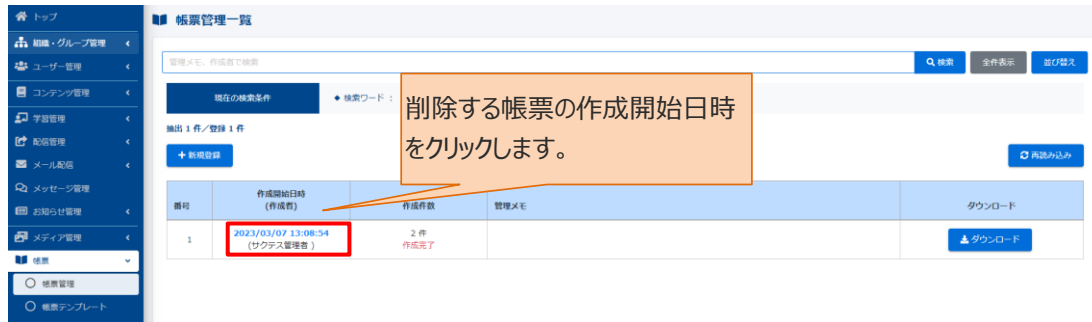 トップ
組織・グループ管理
ユーザー管理
コンテンツ管理
学習管理
配信管理
メール配信
メッセージ管理
お知らせ管理
メディア管理
帳票
帳票管理
帳票テンプレート
帳票管理一覧
管理メモ、作成者で検索
検索
全件表示
並び替え
現在の検索条件
◆ 検索ワード :
抽出 1 件/登録 1 件
+ 新規登録
再読み込み
削除する帳票の作成開始日時
をクリックします。
番号
作成開始日時
(作成者)
作成件数
管理メモ
ダウンロード
1
2023/03/07 13:08:54
(サクテス管理者 )
2 件
作成完了
ダウンロード